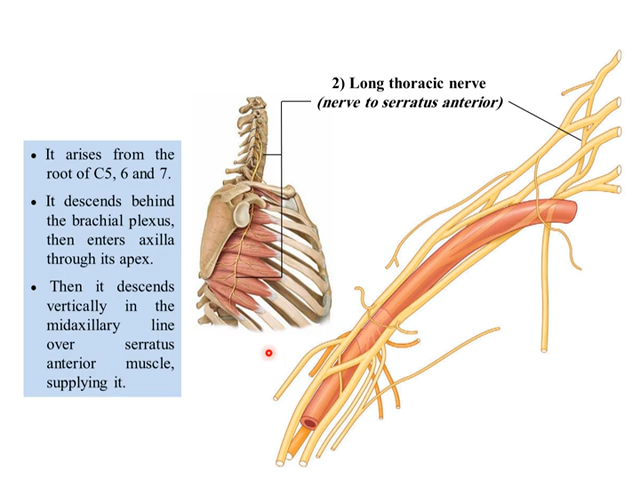 2) Long thoracic nerve
(nerve to serratus anterior)
• It arises from the
root of C5, 6 and 7.
• It descends behind
the brachial plexus,
then enters axilla
through its apex.
• Then it descends
vertically in the
midaxillary line
over serratus
anterior muscle,
supplying it.